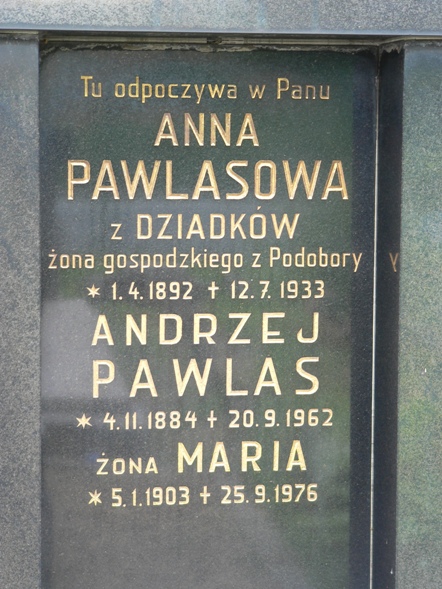 Tu odpoczywa w Panu
ANNA
PAWLASOWA
z DZIADKÓW
żona gospodzkiego z Podobory
* 1. 4. 1892 + 12. 7. 1933
ANDRZEJ
PAWLAS
* 4. 11. 1884 + 20. 9. 1962
ŻONA MARIA
* 5. 1. 1903 + 25. 9. 1976